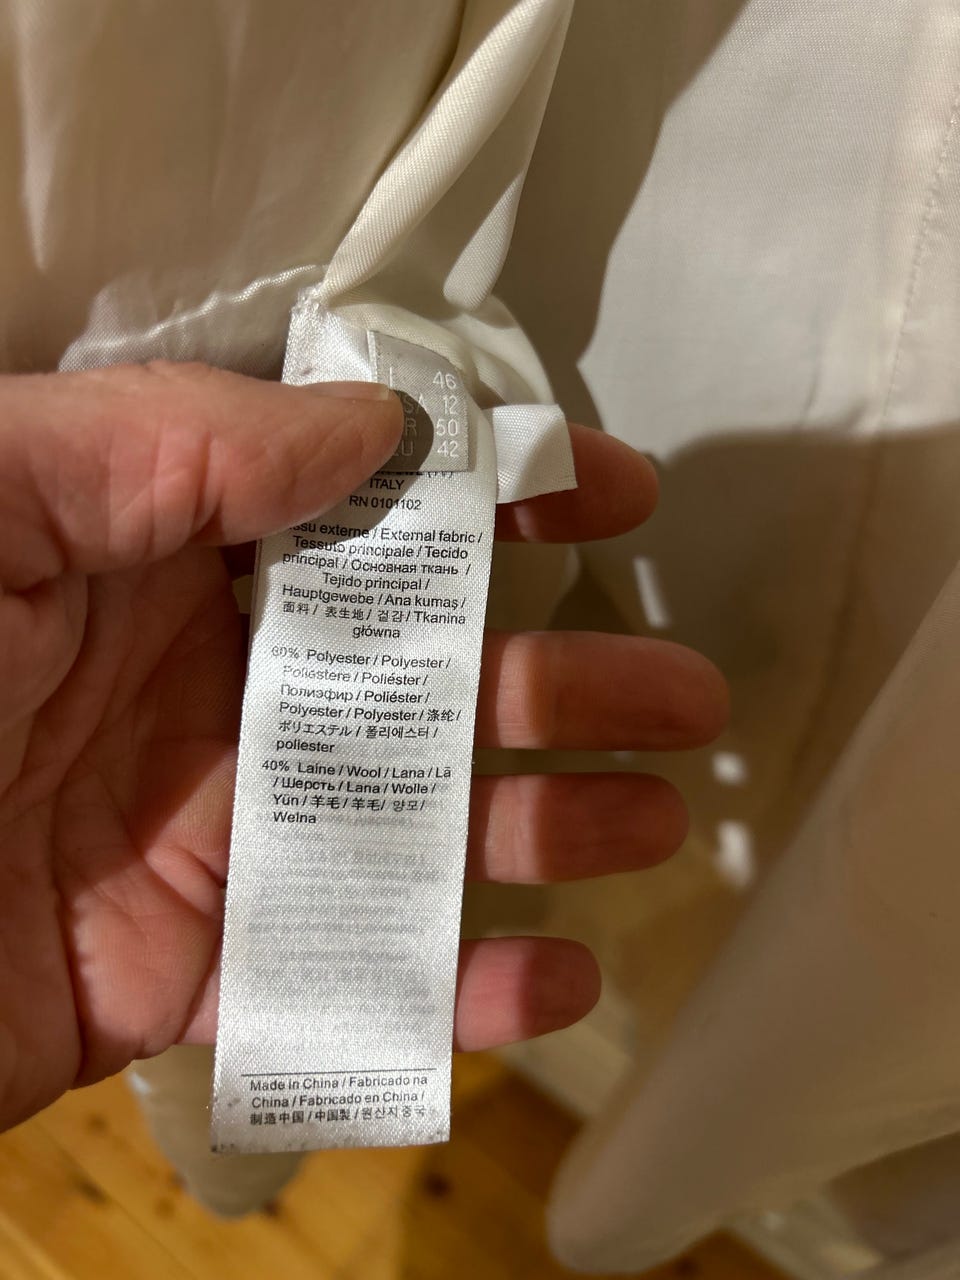 46
12
50
42
ITALY
RN 0101102
externe / External fabric /
Tessuto principale / Tecido
principal / Основная ткань /
Tejido principal /
Hauptgewebe / Ana kumaş /
面料 / 表生地 / 겉감 / Tkanina
główna
60% Polyester / Polyester /
Poliestere / Poliéster /
Полиэфир / Poliéster /
Polyester / Polyester / 涤纶 /
ポリエステル / 폴리에스터 /
poliester
40% Laine / Wool / Lana / Lã
/ Шерсть / Lana / Wolle /
Yün / 羊毛 / 羊毛 / 양모 /
Wełna
Made in China / Fabricado na
China / Fabricado en China /
制造中国 / 中国製 / 원산지 중국